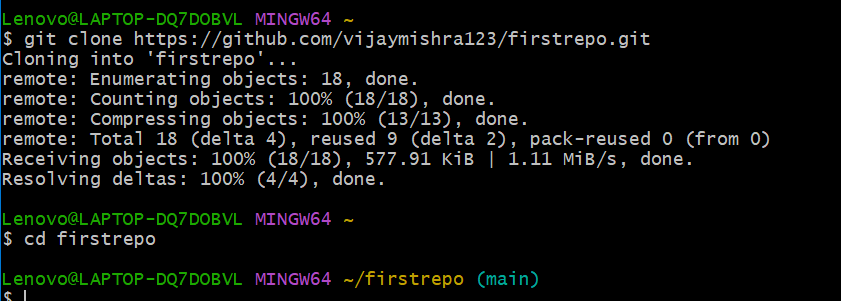 Lenovo@LAPTOP-DQ7DOBVL MINGW64 ~
$ git clone https://github.com/vijaymishra123/firstrepo.git
Cloning into 'firstrepo'...
remote: Enumerating objects: 18, done.
remote: Counting objects: 100% (18/18), done.
remote: Compressing objects: 100% (13/13), done.
remote: Total 18 (delta 4), reused 9 (delta 2), pack-reused 0 (from 0)
Receiving objects: 100% (18/18), 577.91 KiB | 1.11 MiB/s, done.
Resolving deltas: 100% (4/4), done.
Lenovo@LAPTOP-DQ7DOBVL MINGW64 ~
$ cd firstrepo
Lenovo@LAPTOP-DQ7DOBVL MINGW64 ~/firstrepo (main)
$